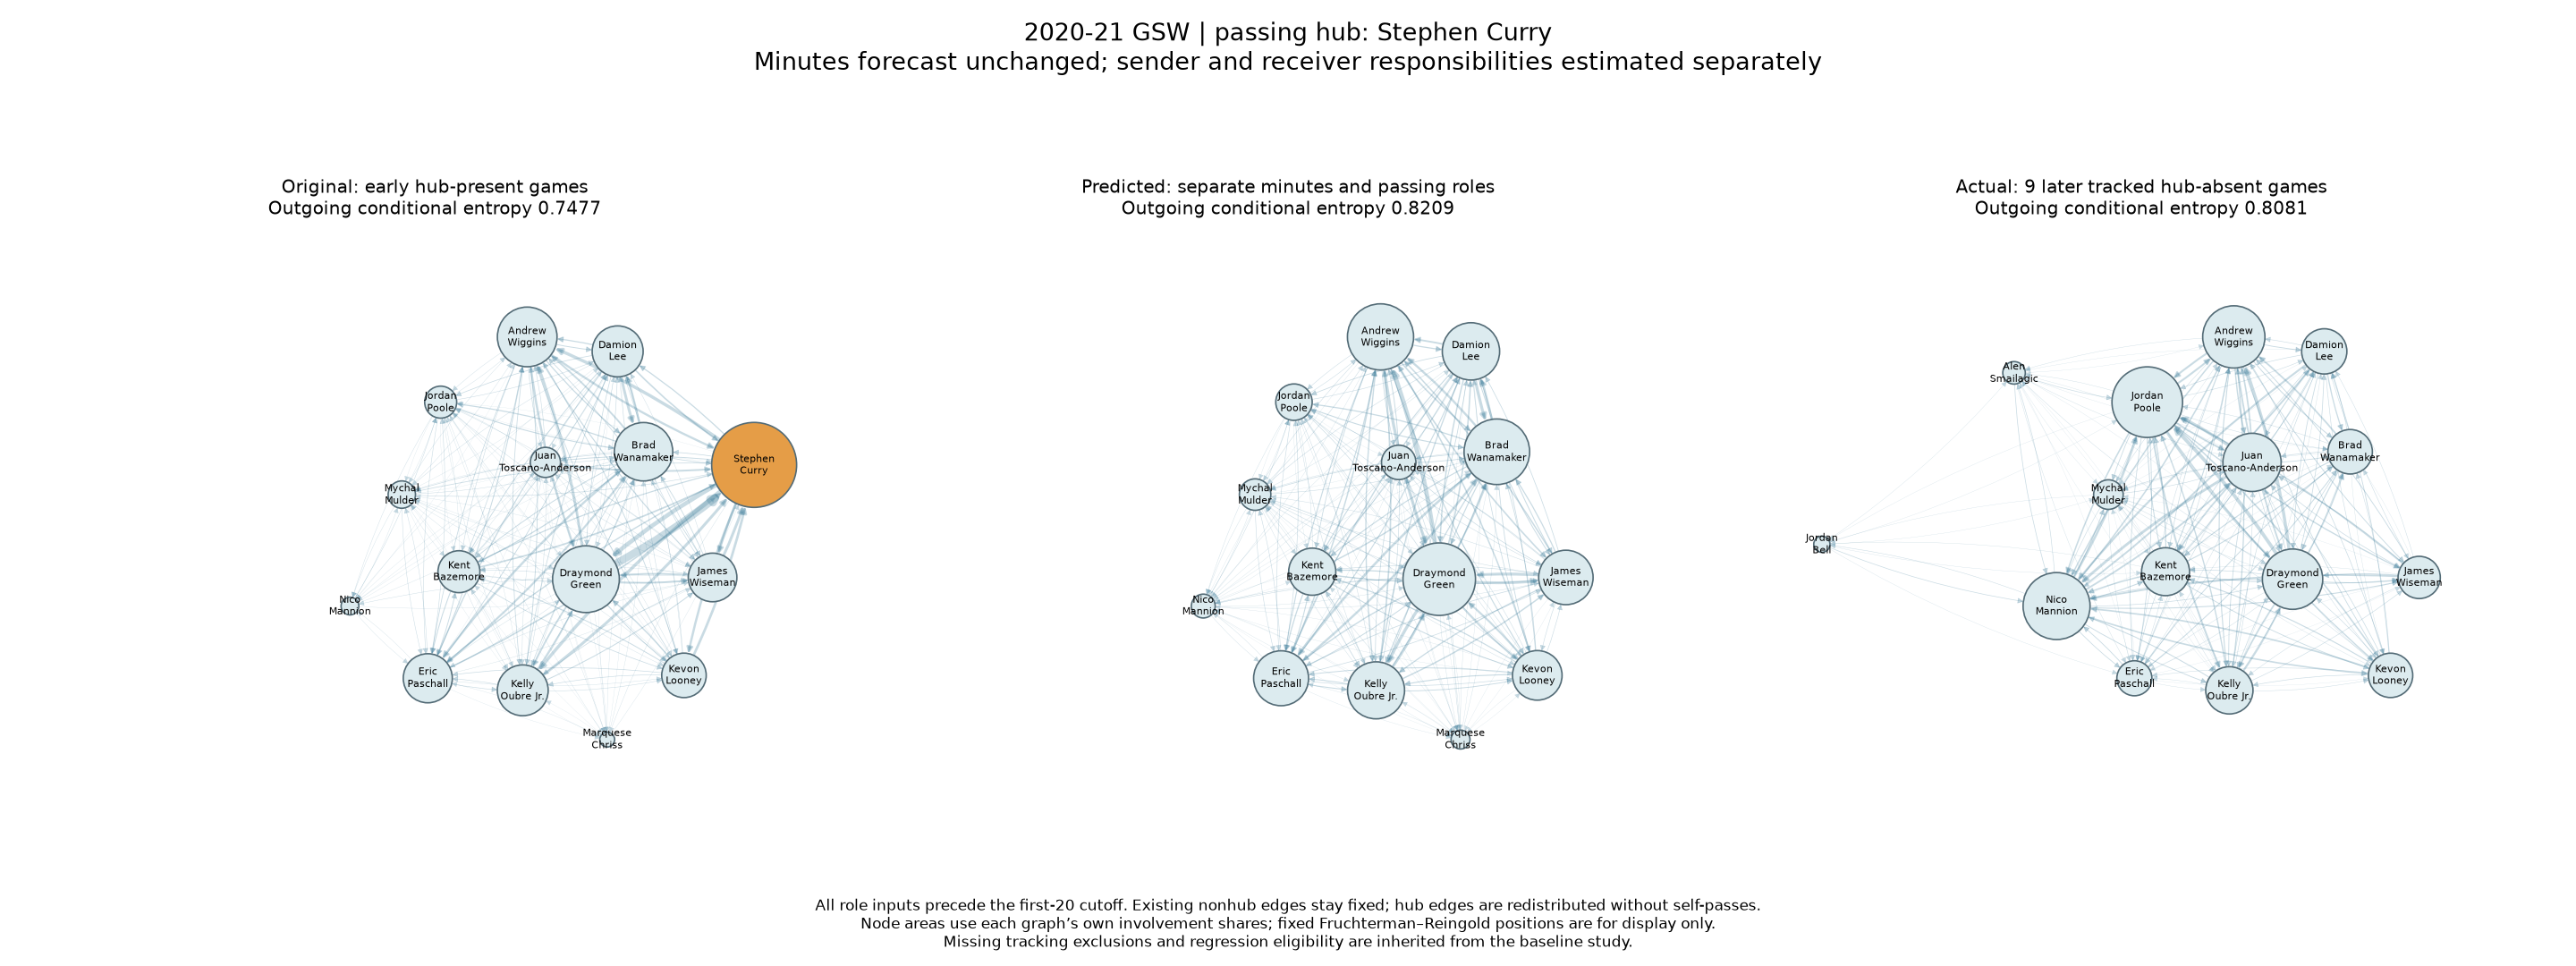 2020-21 GSW | passing hub: Stephen Curry
Minutes forecast unchanged; sender and receiver responsibilities estimated separately
Original: early hub-present games
Outgoing conditional entropy 0.7477
Andrew
Wiggins
Damion
Lee
Jordan
Poole
Brad
Wanamaker
Juan
Toscano-Anderson
Stephen
Curry
Mychal
Mulder
Kent
Bazemore
Draymond
Green
James
Wiseman
Nico
Mannion
Eric
Paschall
Kelly
Oubre Jr.
Kevon
Looney
Marquese
Chriss
Predicted: separate minutes and passing roles
Outgoing conditional entropy 0.8209
Andrew
Wiggins
Damion
Lee
Jordan
Poole
Brad
Wanamaker
Juan
Toscano-Anderson
Mychal
Mulder
Kent
Bazemore
Draymond
Green
James
Wiseman
Nico
Mannion
Eric
Paschall
Kelly
Oubre Jr.
Kevon
Looney
Marquese
Chriss
Actual: 9 later tracked hub-absent games
Outgoing conditional entropy 0.8081
Andrew
Wiggins
Damion
Lee
Alen
Smailagic
Jordan
Poole
Brad
Wanamaker
Juan
Toscano-Anderson
Mychal
Mulder
Jordan
Bell
Kent
Bazemore
Draymond
Green
James
Wiseman
Nico
Mannion
Eric
Paschall
Kelly
Oubre Jr.
Kevon
Looney
All role inputs precede the first-20 cutoff. Existing nonhub edges stay fixed; hub edges are redistributed without self-passes.
Node areas use each graph’s own involvement shares; fixed Fruchterman–Reingold positions are for display only.
Missing tracking exclusions and regression eligibility are inherited from the baseline study.